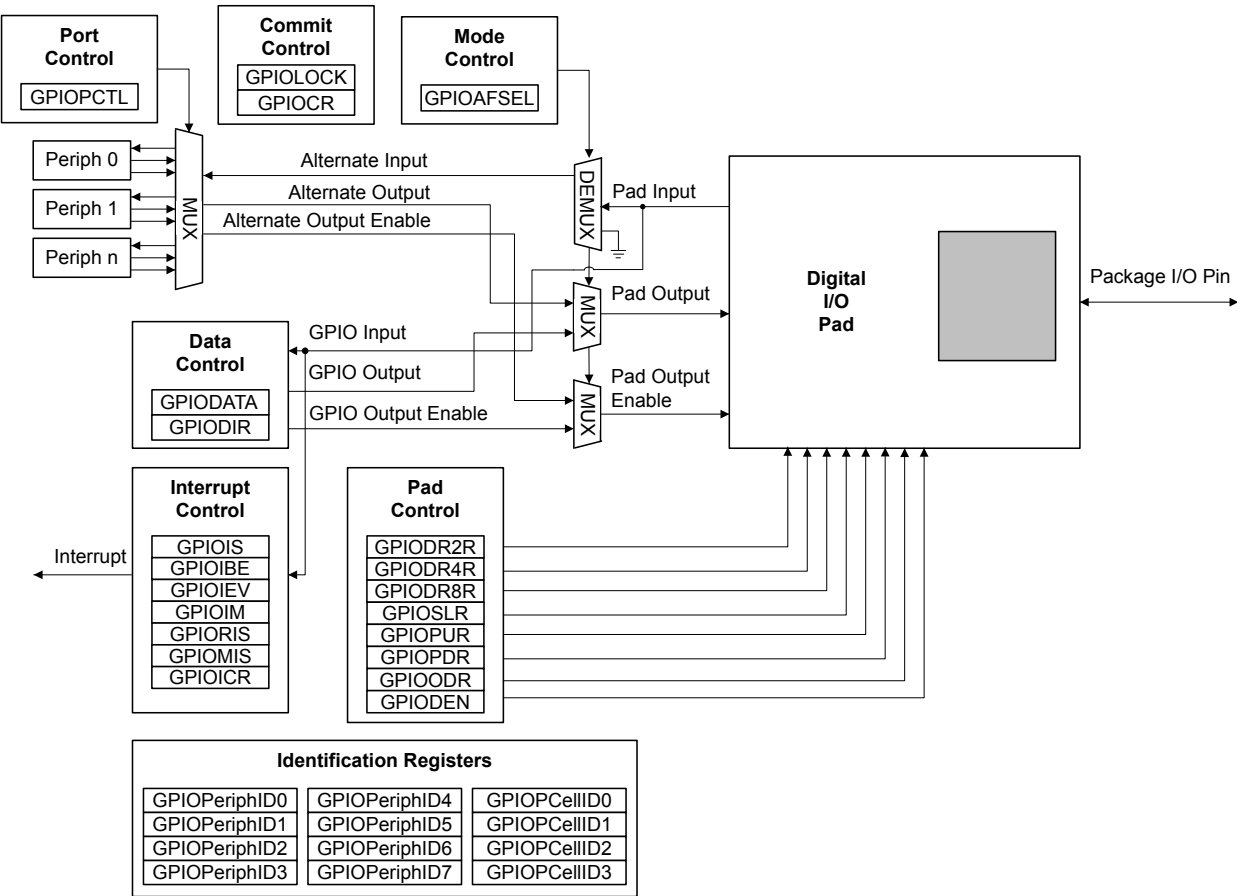 Port
Control
GPIOPCTL
Commit
Control
GPIOLOCK
GPIOCR
Mode
Control
GPIOAFSEL
Periph 0
Periph 1
Periph n
MUX
Alternate Input
Alternate Output
Alternate Output Enable
DEMUX
Pad Input
MUX
Pad Output
MUX
Pad Output
Enable
Digital
I/O
Pad
Package I/O Pin
Data
Control
GPIODATA
GPIODIR
GPIO Input
GPIO Output
GPIO Output Enable
Interrupt
Interrupt
Control
GPIOIS
GPIOIBE
GPIOIEV
GPIOIM
GPIORIS
GPIOMIS
GPIOICR
Pad
Control
GPIODR2R
GPIODR4R
GPIODR8R
GPIOSLR
GPIOPUR
GPIOPDR
GPIOODR
GPIODEN
Identification Registers
GPIOPeriphID0 GPIOPeriphID4 GPIOPCellID0
GPIOPeriphID1 GPIOPeriphID5 GPIOPCellID1
GPIOPeriphID2 GPIOPeriphID6 GPIOPCellID2
GPIOPeriphID3 GPIOPeriphID7 GPIOPCellID3